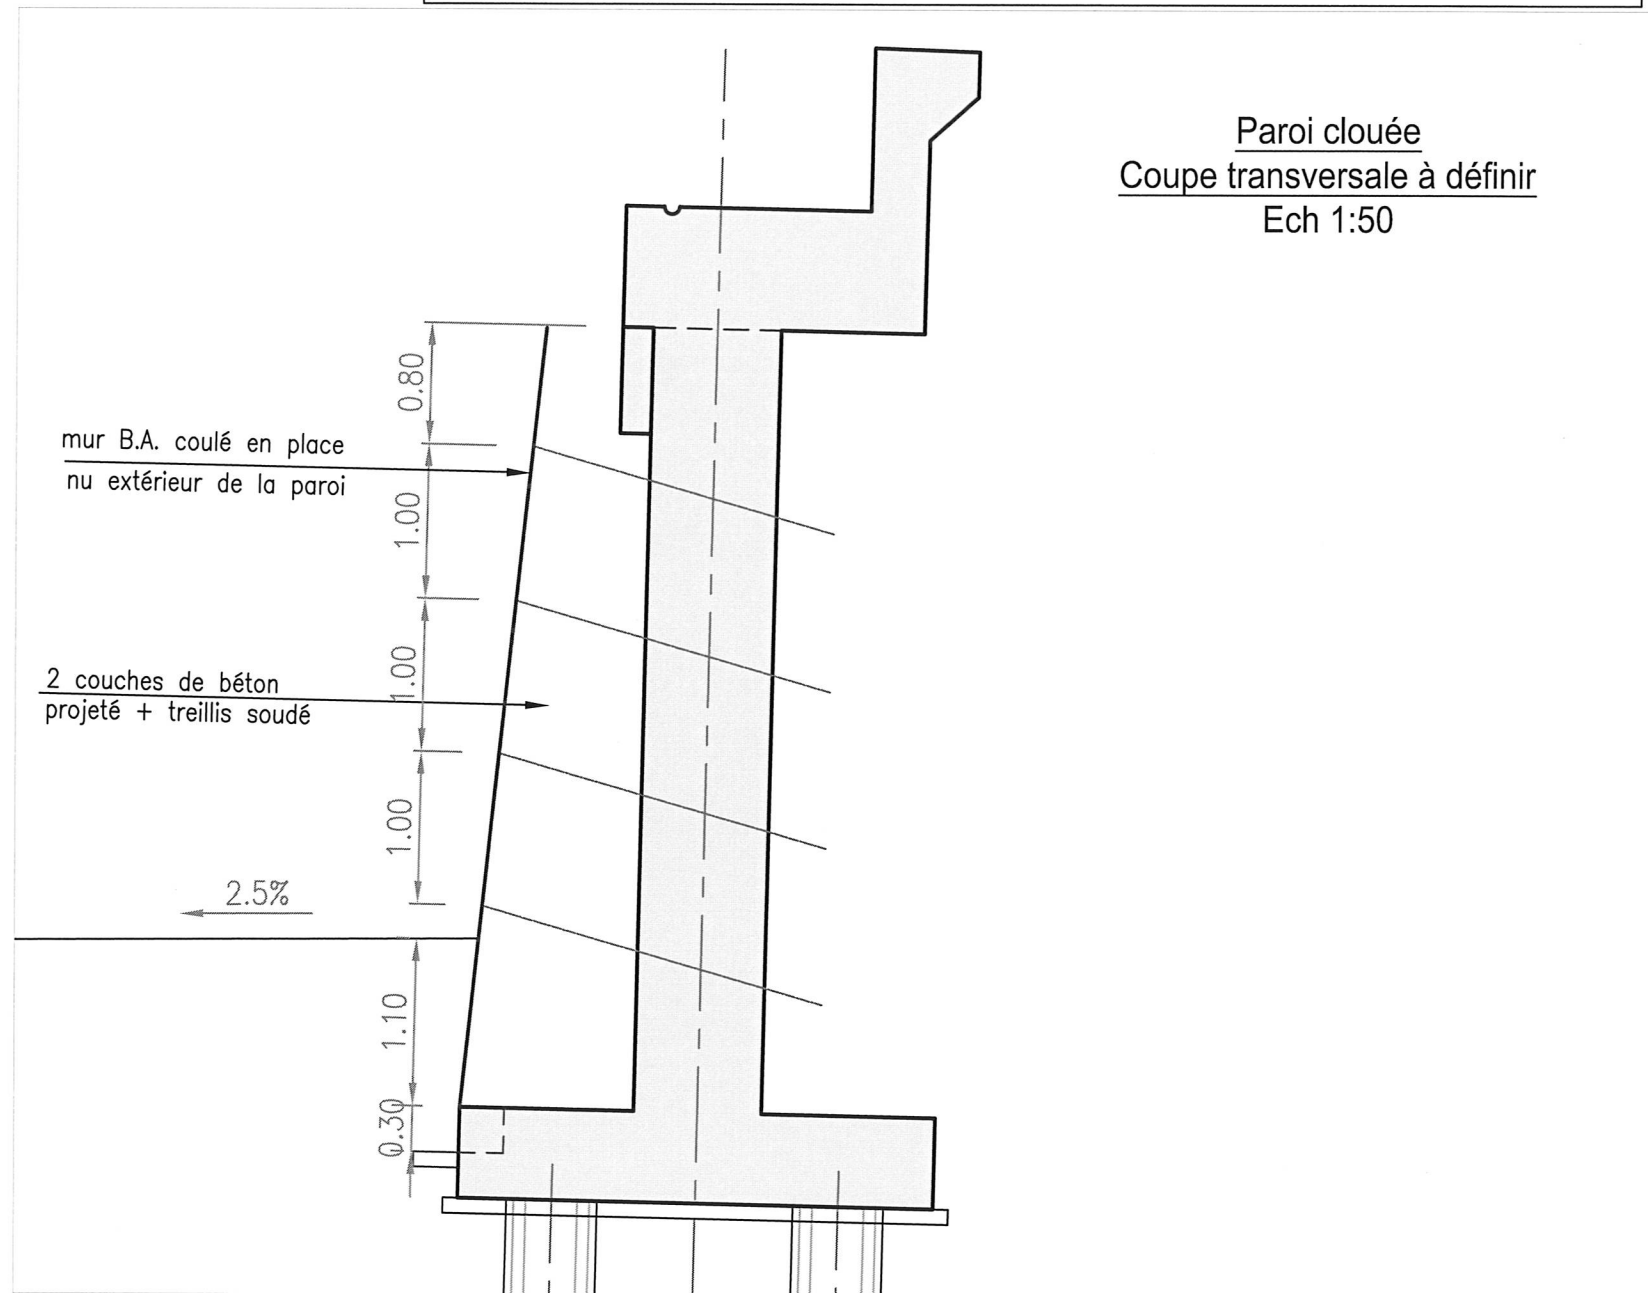 Paroi clouée
Coupe transversale à définir
Ech 1:50
0.80
mur B.A. coulé en place
nu extérieur de la paroi
1.00
1.00
2 couches de béton
projeté + treillis soudé
1.00
2.5%
1.10
0.30